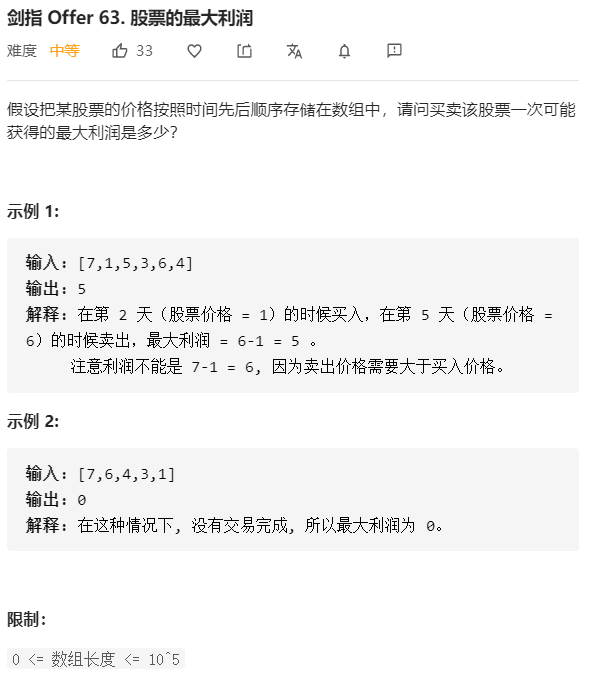 剑指 Offer 63. 股票的最大利润
难度 中等 33
假设把某股票的价格按照时间先后顺序存储在数组中，请问买卖该股票一次可能
获得的最大利润是多少？
示例 1:
输入: [7,1,5,3,6,4]
输出: 5
解释: 在第 2 天（股票价格 = 1）的时候买入，在第 5 天（股票价格 =
6）的时候卖出，最大利润 = 6-1 = 5 。
注意利润不能是 7-1 = 6, 因为卖出价格需要大于买入价格。
示例 2:
输入: [7,6,4,3,1]
输出: 0
解释: 在这种情况下, 没有交易完成, 所以最大利润为 0。
限制：
0 <= 数组长度 <= 10^5